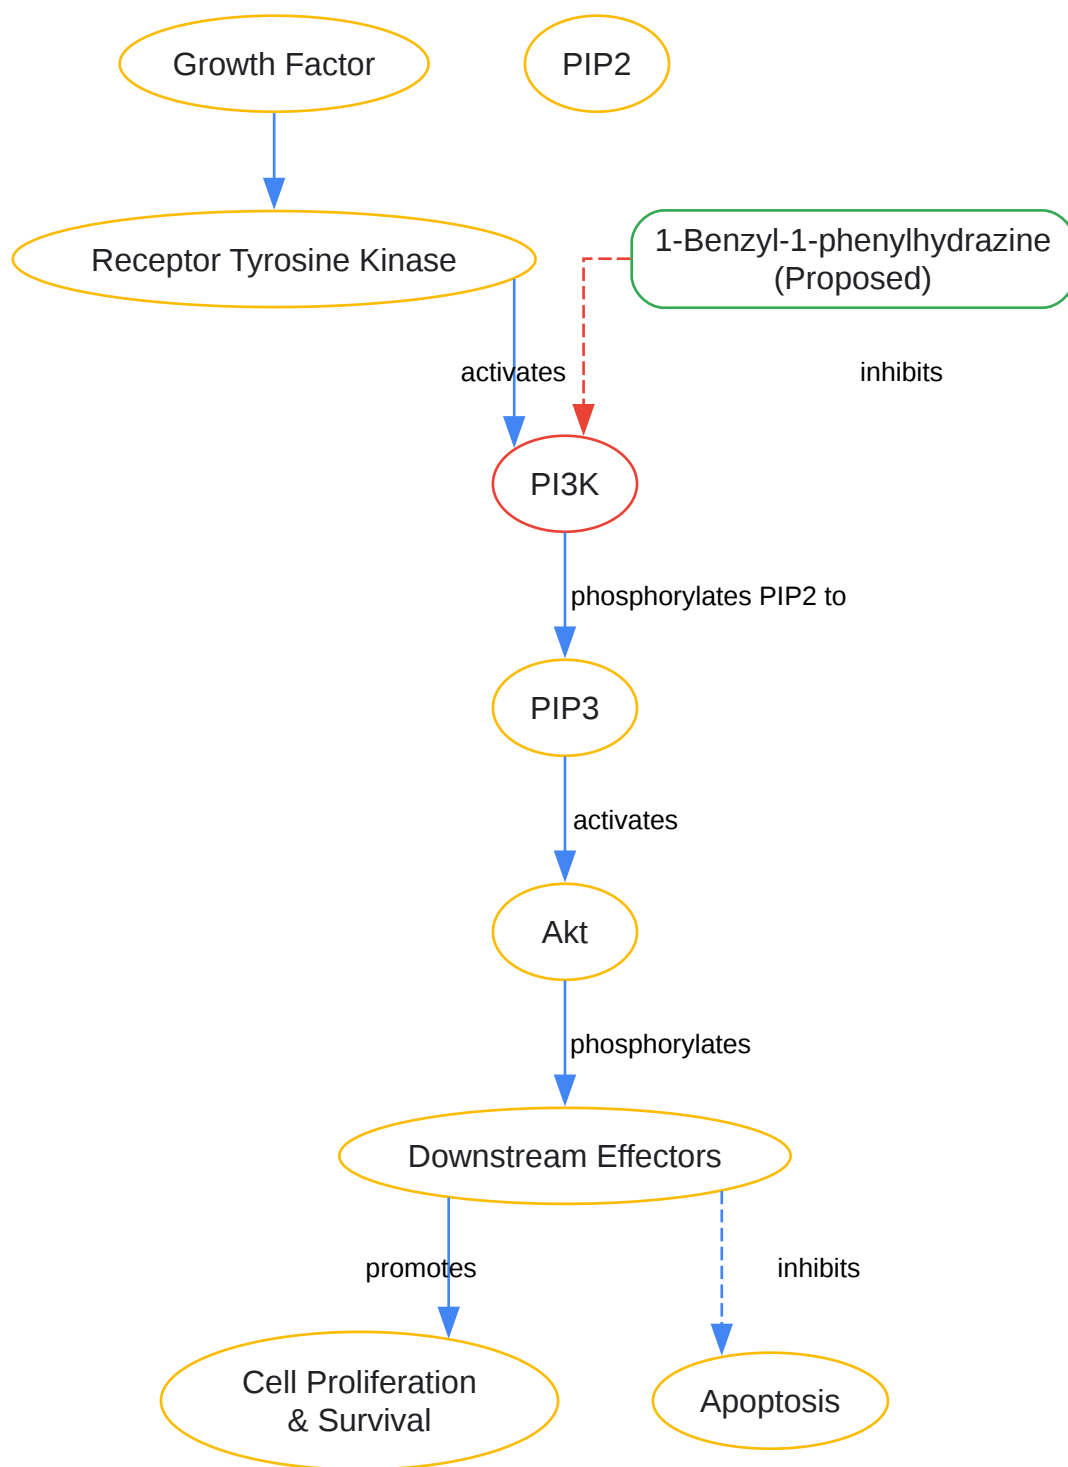 Growth Factor
PIP2
Receptor Tyrosine Kinase
1-Benzyl-1-phenylhydrazine
(Proposed)
activates
inhibits
PI3K
phosphorylates PIP2 to
PIP3
activates
Akt
phosphorylates
Downstream Effectors
promotes
inhibits
Cell Proliferation
& Survival
Apoptosis